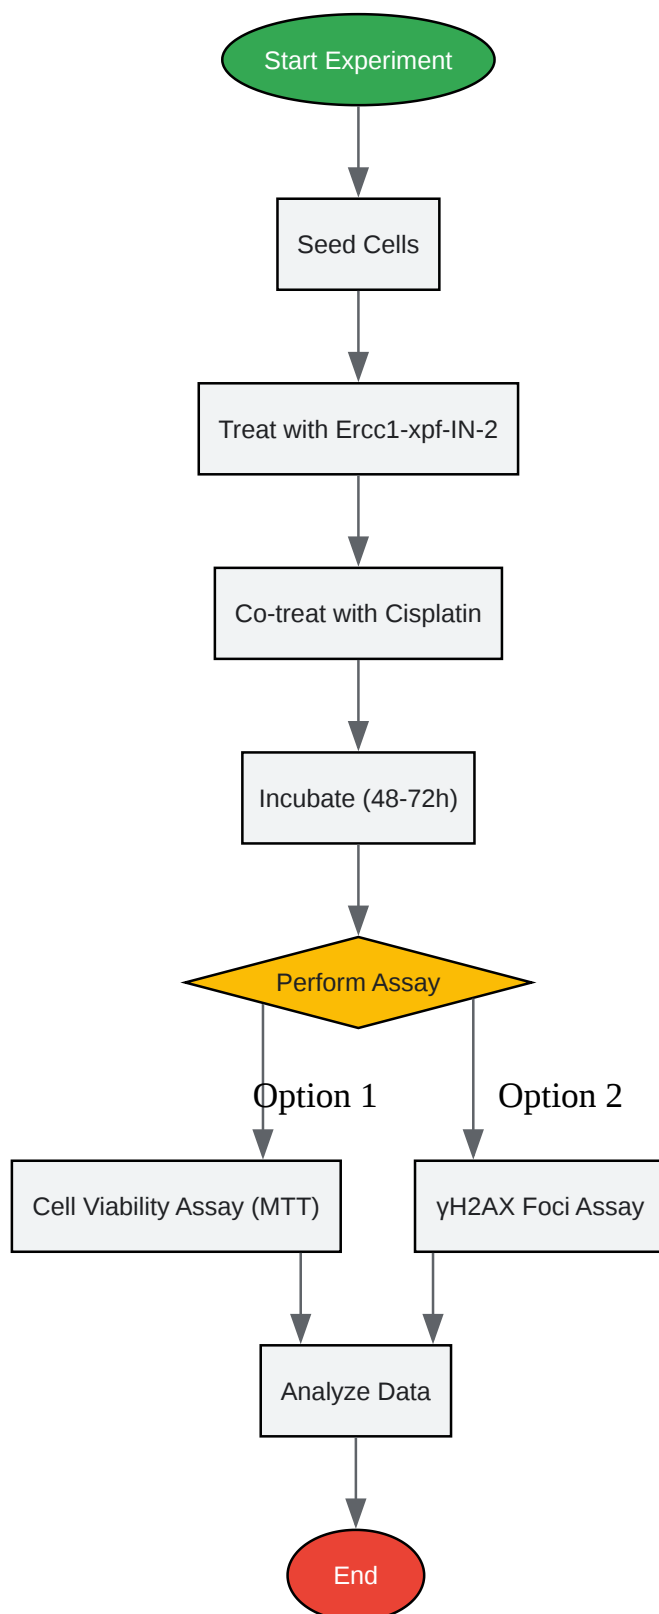 Start Experiment
Seed Cells
Treat with Ercc1-xpf-IN-2
Co-treat with Cisplatin
Incubate (48-72h)
Perform Assay
Option 1
Option 2
Cell Viability Assay (MTT)
γH2AX Foci Assay
Analyze Data
End